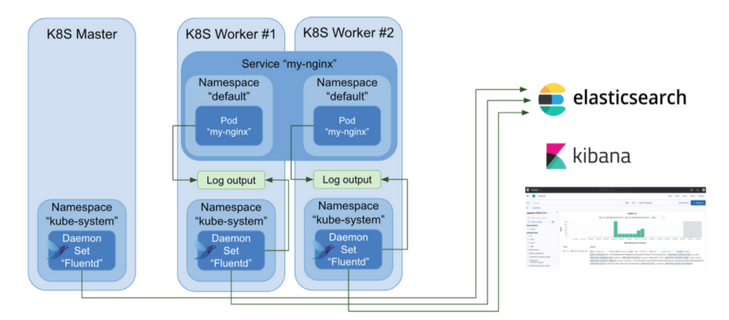 K8S Master
K8S Worker #1
K8S Worker #2
Service “my-nginx”
Namespace
“default”
Namespace
“default”
Pod
“my-nginx”
Pod
“my-nginx”
Log output
Log output
Namespace
“kube-system”
Namespace
“kube-system”
Namespace
“kube-system”
Daemon
Set
“Fluentd”
Daemon
Set
“Fluentd”
Daemon
Set
“Fluentd”
elasticsearch
kibana